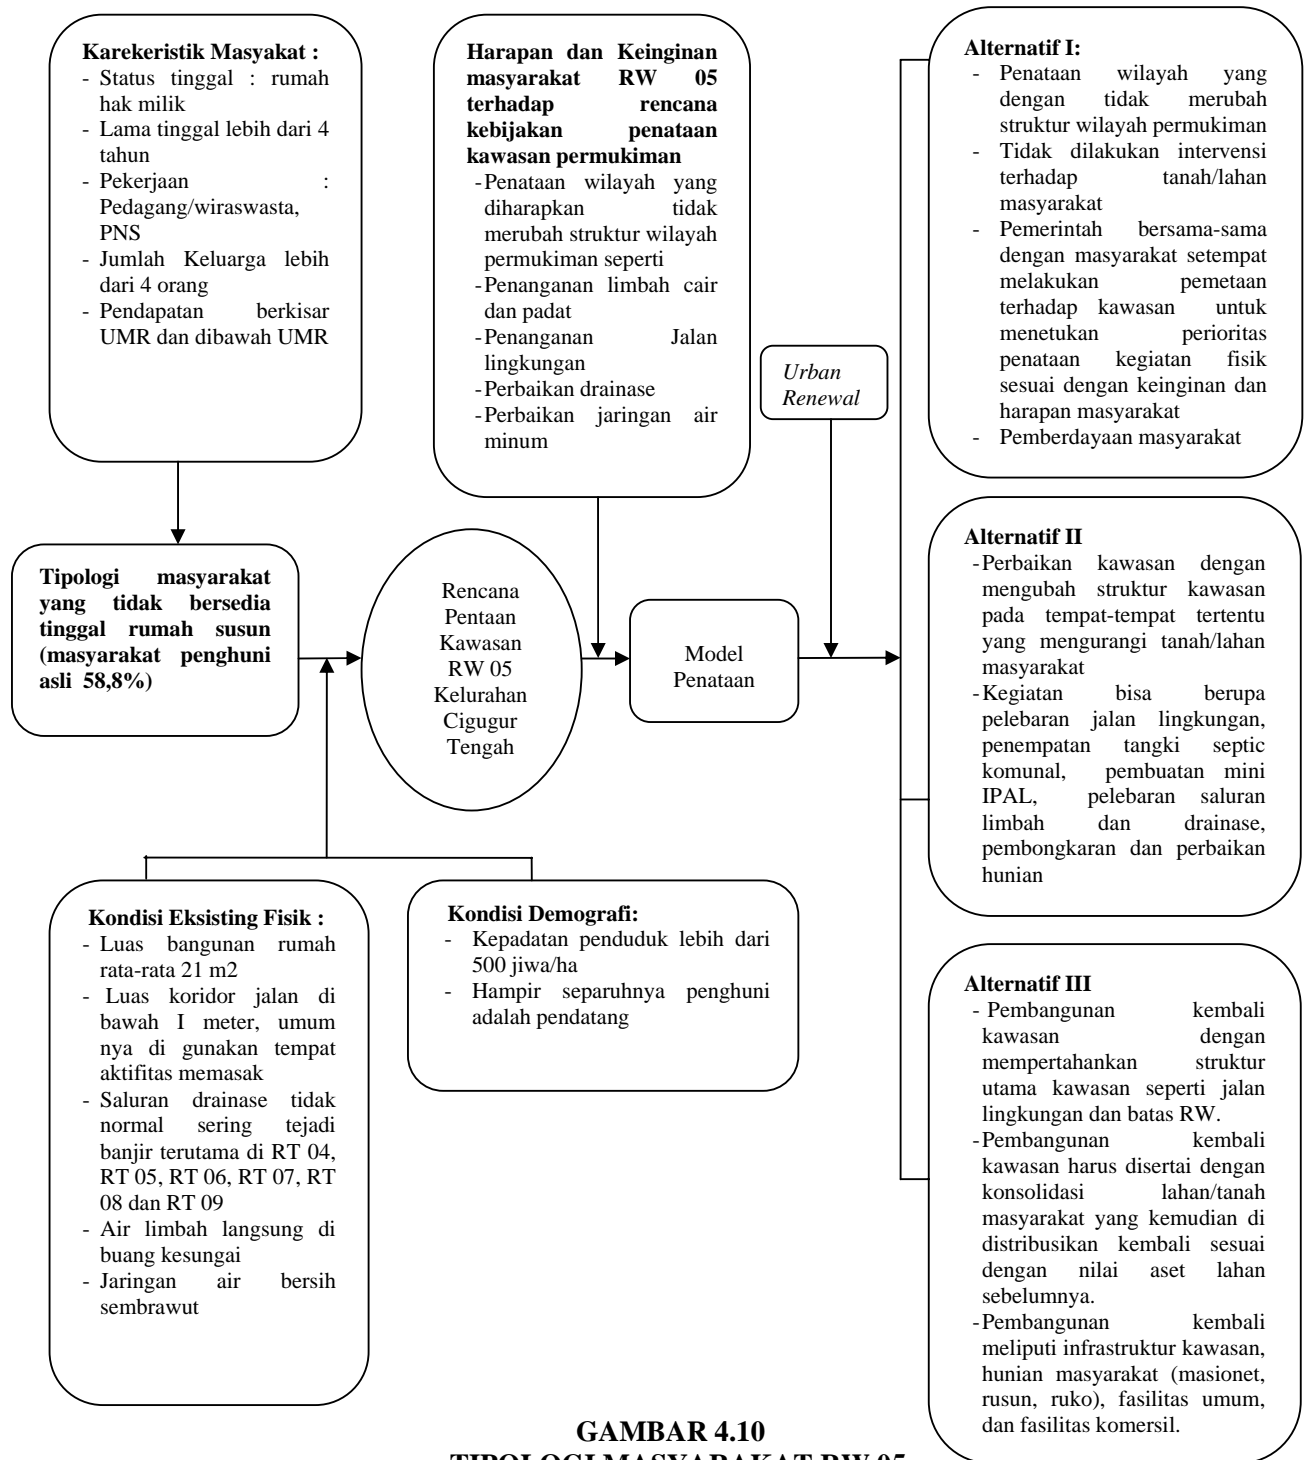 Karekeristik Masyakat :
- Status tinggal : rumah
hak milik
- Lama tinggal lebih dari 4
tahun
- Pekerjaan :
Pedagang/wiraswasta,
PNS
- Jumlah Keluarga lebih
dari 4 orang
- Pendapatan berkisar
UMR dan dibawah UMR
Harapan dan Keinginan
masyarakat RW 05
terhadap rencana
kebijakan penataan
kawasan permukiman
-Penataan wilayah yang
diharapkan tidak
merubah struktur wilayah
permukiman seperti
-Penanganan limbah cair
dan padat
-Penanganan Jalan
lingkungan
-Perbaikan drainase
-Perbaikan jaringan air
minum
Urban
Renewal
Alternatif I:
- Penataan wilayah yang
dengan tidak merubah
struktur wilayah permukiman
- Tidak dilakukan intervensi
terhadap tanah/lahan
masyarakat
- Pemerintah bersama-sama
dengan masyarakat setempat
melakukan pemetaan
terhadap kawasan untuk
menetukan perioritas
penataan kegiatan fisik
sesuai dengan keinginan dan
harapan masyarakat
- Pemberdayaan masyarakat
Tipologi masyarakat
yang tidak bersedia
tinggal rumah susun
(masyarakat penghuni
asli 58,8%)
Rencana
Pentaan
Kawasan
RW 05
Kelurahan
Cigugur
Tengah
Model
Penataan
Alternatif II
-Perbaikan kawasan dengan
mengubah struktur kawasan
pada tempat-tempat tertentu
yang mengurangi tanah/lahan
masyarakat
-Kegiatan bisa berupa
pelebaran jalan lingkungan,
penempatan tangki septic
komunal, pembuatan mini
IPAL, pelebaran saluran
limbah dan drainase,
pembongkaran dan perbaikan
hunian
Kondisi Eksisting Fisik :
- Luas bangunan rumah
rata-rata 21 m2
- Luas koridor jalan di
bawah I meter, umum
nya di gunakan tempat
aktifitas memasak
- Saluran drainase tidak
normal sering tejadi
banjir terutama di RT 04,
RT 05, RT 06, RT 07, RT
08 dan RT 09
- Air limbah langsung di
buang kesungai
- Jaringan air bersih
sembrawut
Kondisi Demografi:
- Kepadatan penduduk lebih dari
500 jiwa/ha
- Hampir separuhnya penghuni
adalah pendatang
Alternatif III
- Pembangunan kembali
kawasan dengan
mempertahankan struktur
utama kawasan seperti jalan
lingkungan dan batas RW.
-Pembangunan kembali
kawasan harus disertai dengan
konsolidasi lahan/tanah
masyarakat yang kemudian di
distribusikan kembali sesuai
dengan nilai aset lahan
sebelumnya.
-Pembangunan kembali
meliputi infrastruktur kawasan,
hunian masyarakat (masionet,
rusun, ruko), fasilitas umum,
dan fasilitas komersil.
GAMBAR 4.10
TIPOLOGI MASYARAKAT RW 05